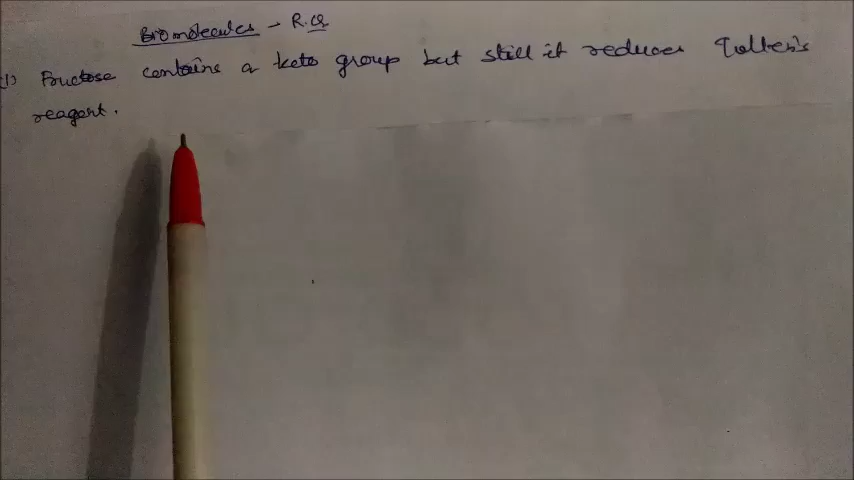 Biomolecules - R.Q
(1) Fructose contains a keto group but still it reduces Tollen's
reagent.